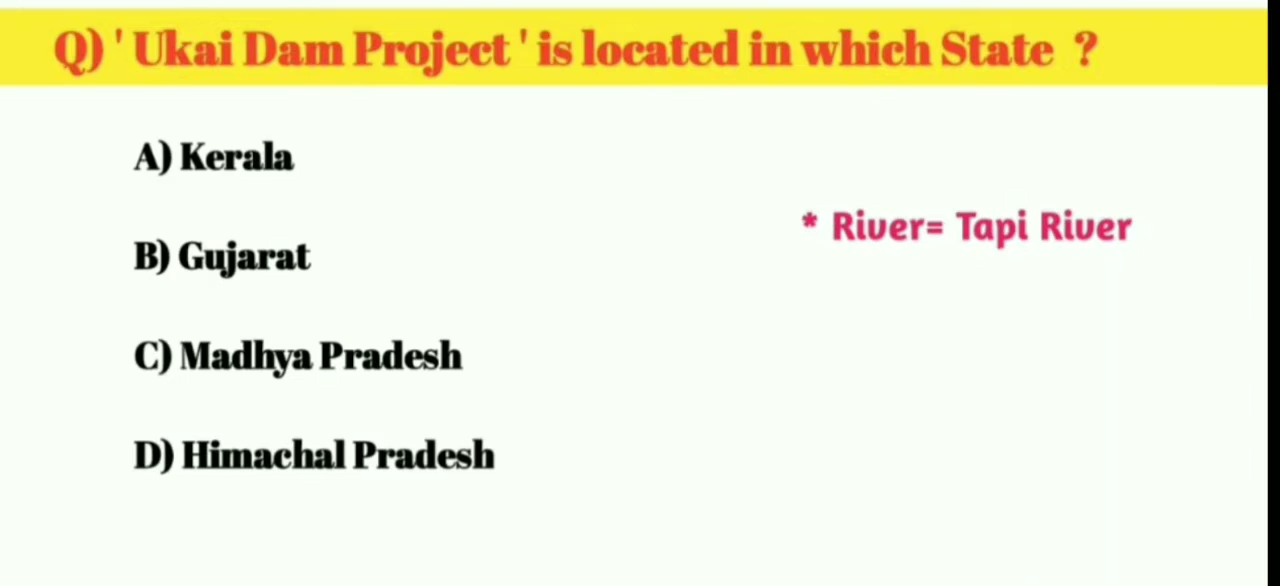 Q) ' Ukai Dam Project ' is located in which State ?
A) Kerala
* River= Tapi River
B) Gujarat
C) Madhya Pradesh
D) Himachal Pradesh